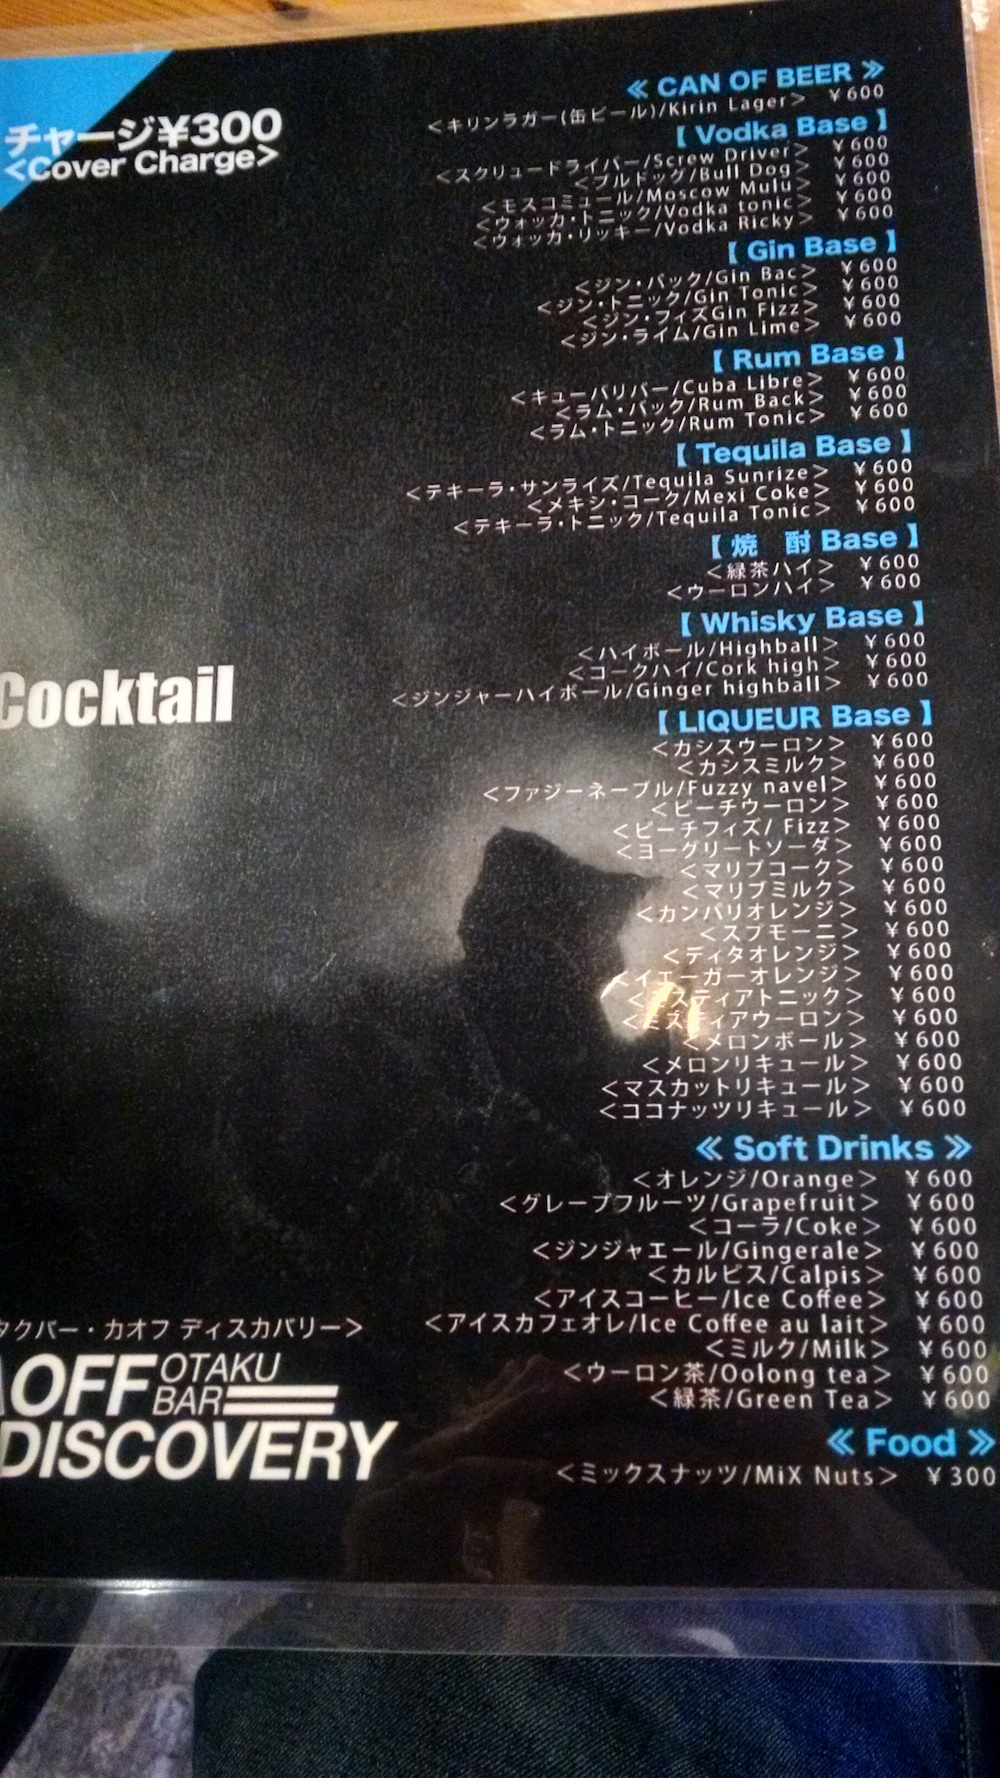 チャージ¥300
<Cover Charge>
≪ CAN OF BEER ≫
<キリンラガー(缶ビール)/Kirin Lager> ¥600
【 Vodka Base 】
<スクリュードライバー/Screw Driver> ¥600
<ブルドッグ/Bull Dog> ¥600
<モスコミュール/Moscow Mulu> ¥600
<ウォッカ・トニック/Vodka tonic> ¥600
<ウォッカ・リッキー/Vodka Ricky> ¥600
【 Gin Base 】
<ジン・バック/Gin Bac> ¥600
<ジン・トニック/Gin Tonic> ¥600
<ジン・フィズGin Fizz> ¥600
<ジン・ライム/Gin Lime> ¥600
【 Rum Base 】
<キューバリバー/Cuba Libre> ¥600
<ラム・バック/Rum Back> ¥600
<ラム・トニック/Rum Tonic> ¥600
【 Tequila Base 】
<テキーラ・サンライズ/Tequila Sunrize> ¥600
<メキシ・コーク/Mexi Coke> ¥600
<テキーラ・トニック/Tequila Tonic> ¥600
【 焼 酎 Base 】
<緑茶ハイ> ¥600
<ウーロンハイ> ¥600
【 Whisky Base 】
<ハイボール/Highball> ¥600
<コークハイ/Cork high> ¥600
<ジンジャーハイボール/Ginger highball> ¥600
Cocktail
【 LIQUEUR Base 】
<カシスウーロン> ¥600
<カシスミルク> ¥600
<ファジーネーブル/Fuzzy navel> ¥600
<ピーチウーロン> ¥600
<ピーチフィズ/ Fizz> ¥600
<ヨーグリートソーダ> ¥600
<マリブコーク> ¥600
<マリブミルク> ¥600
<カンパリオレンジ> ¥600
<スプモーニ> ¥600
<ディタオレンジ> ¥600
<イエーガーオレンジ> ¥600
<ミスティアトニック> ¥600
<ミスティアウーロン> ¥600
<メロンボール> ¥600
<メロンリキュール> ¥600
<マスカットリキュール> ¥600
<ココナッツリキュール> ¥600
≪ Soft Drinks ≫
<オレンジ/Orange> ¥600
<グレープフルーツ/Grapefruit> ¥600
<コーラ/Coke> ¥600
<ジンジャエール/Gingerale> ¥600
<カルピス/Calpis> ¥600
<アイスコーヒー/Ice Coffee> ¥600
<アイスカフェオレ/Ice Coffee au lait> ¥600
<ミルク/Milk> ¥600
<ウーロン茶/Oolong tea> ¥600
<緑茶/Green Tea> ¥600
≪ Food ≫
<ミックスナッツ/MiX Nuts> ¥300
タクバー・カオフ ディスカバリー>
AOFF OTAKU BAR
DISCOVERY